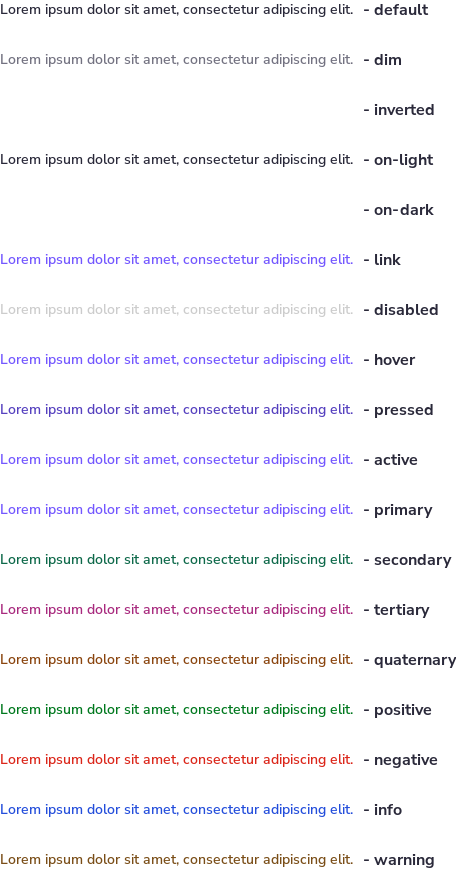 Lorem ipsum dolor sit amet, consectetur adipiscing elit. - default
Lorem ipsum dolor sit amet, consectetur adipiscing elit. - dim
- inverted
Lorem ipsum dolor sit amet, consectetur adipiscing elit. - on-light
- on-dark
Lorem ipsum dolor sit amet, consectetur adipiscing elit. - link
Lorem ipsum dolor sit amet, consectetur adipiscing elit. - disabled
Lorem ipsum dolor sit amet, consectetur adipiscing elit. - hover
Lorem ipsum dolor sit amet, consectetur adipiscing elit. - pressed
Lorem ipsum dolor sit amet, consectetur adipiscing elit. - active
Lorem ipsum dolor sit amet, consectetur adipiscing elit. - primary
Lorem ipsum dolor sit amet, consectetur adipiscing elit. - secondary
Lorem ipsum dolor sit amet, consectetur adipiscing elit. - tertiary
Lorem ipsum dolor sit amet, consectetur adipiscing elit. - quaternary
Lorem ipsum dolor sit amet, consectetur adipiscing elit. - positive
Lorem ipsum dolor sit amet, consectetur adipiscing elit. - negative
Lorem ipsum dolor sit amet, consectetur adipiscing elit. - info
Lorem ipsum dolor sit amet, consectetur adipiscing elit. - warning